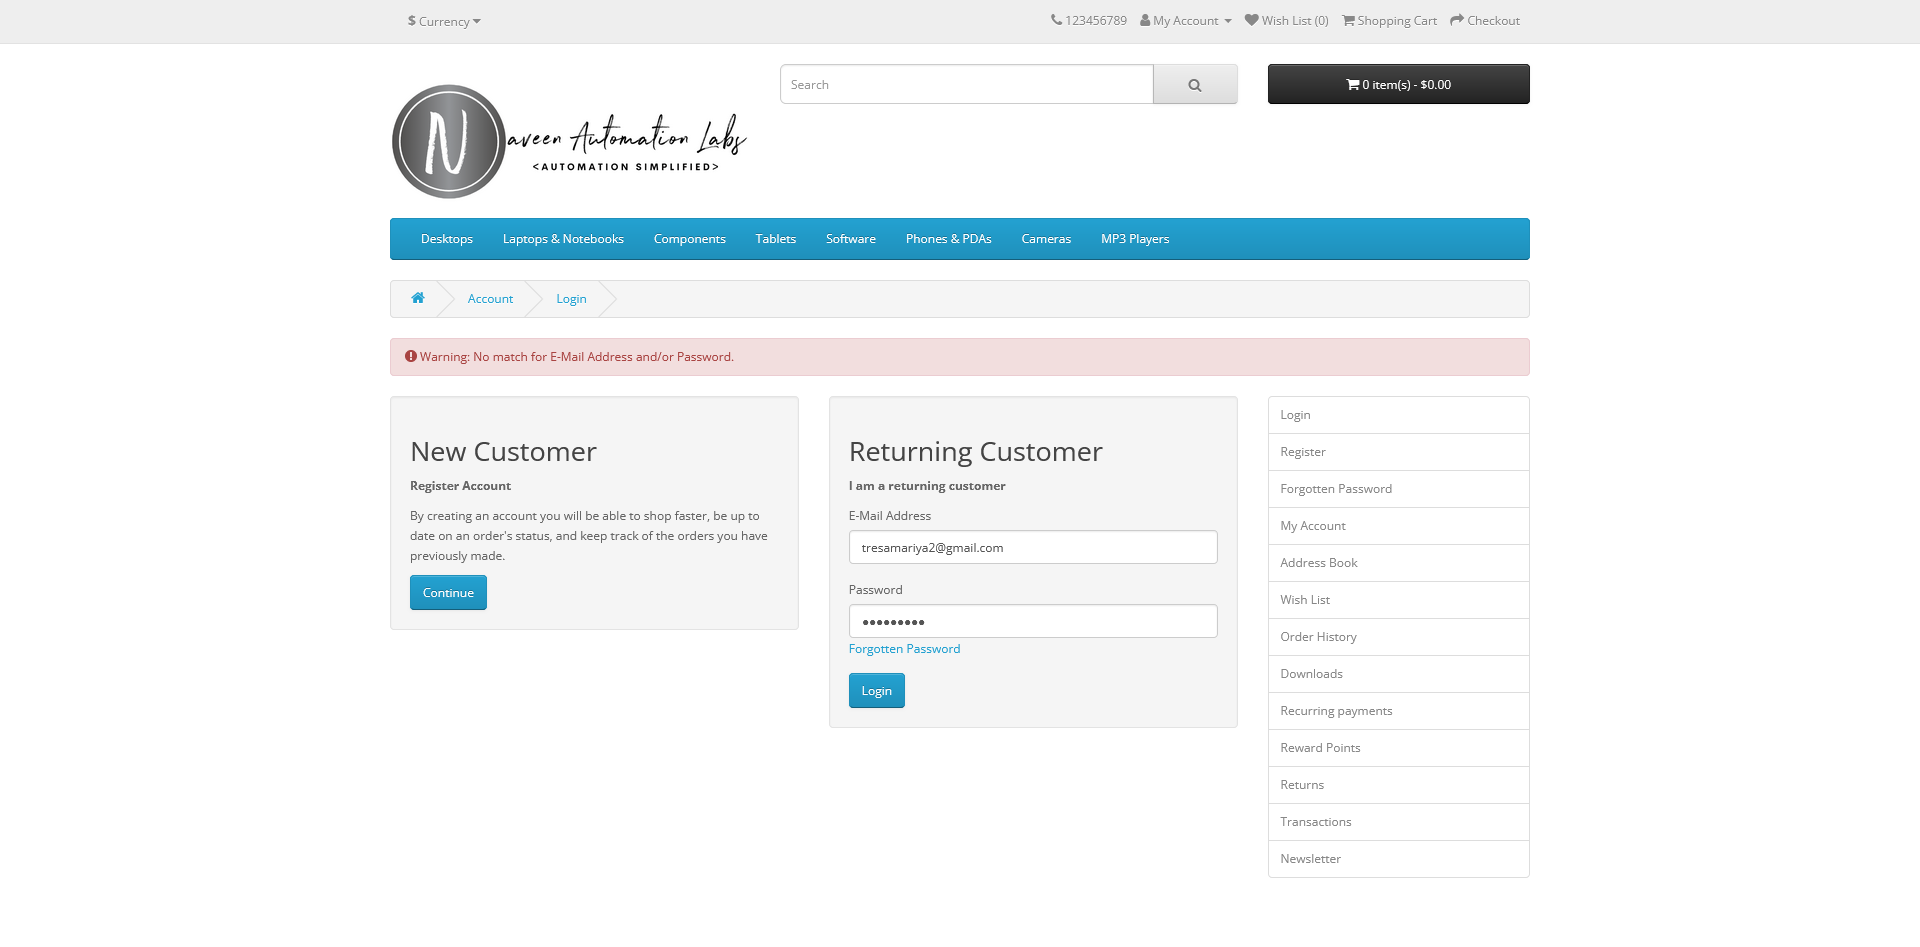 $ Currency
123456789 My Account Wish List (0) Shopping Cart Checkout
Search
0 item(s) - $0.00
N
aveen Automation Labs
<AUTOMATION SIMPLIFIED>
Desktops Laptops & Notebooks Components Tablets Software Phones & PDAs Cameras MP3 Players
Account Login
Warning: No match for E-Mail Address and/or Password.
New Customer
Register Account
By creating an account you will be able to shop faster, be up to
date on an order's status, and keep track of the orders you have
previously made.
Continue
Returning Customer
I am a returning customer
E-Mail Address
tresamariya2@gmail.com
Password
•••••••••
Forgotten Password
Login
Login
Register
Forgotten Password
My Account
Address Book
Wish List
Order History
Downloads
Recurring payments
Reward Points
Returns
Transactions
Newsletter